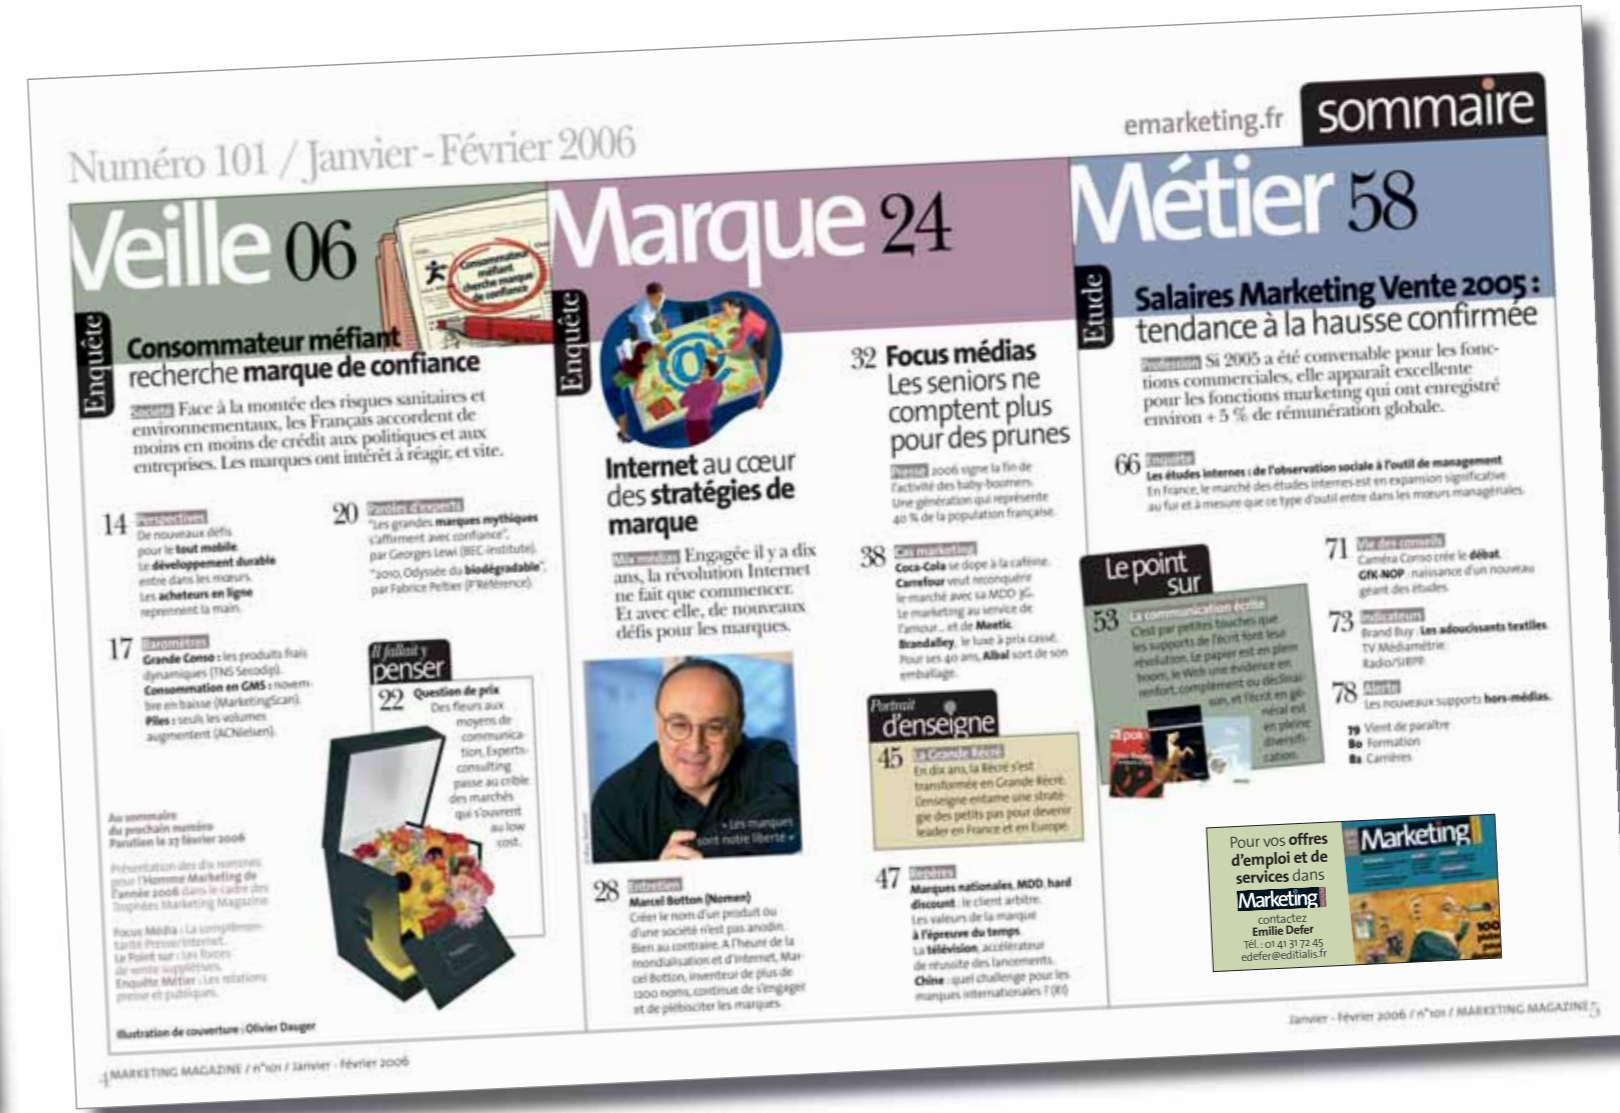 Numéro 101 / Janvier - Février 2006
emarketing.fr
sommaire
Veille 06
Consommateur
méfiant
cherche marque
de confiance
Enquête
Consommateur méfiant
recherche marque de confiance
Société Face à la montée des risques sanitaires et
environnementaux, les Français accordent de
moins en moins de crédit aux politiques et aux
entreprises. Les marques ont intérêt à réagir, et vite.
14 Perspectives
De nouveaux défis
pour le tout mobile.
Le développement durable
entre dans les mœurs.
Les acheteurs en ligne
reprennent la main.
17 Baromètres
Grande Conso : les produits frais
dynamiques (TNS Secodip).
Consommation en GMS : novem-
bre en baisse (MarketingScan).
Piles : seuls les volumes
augmentent (ACNielsen).
Au sommaire
du prochain numéro
Parution le 27 février 2006
Présentation des dix nominés
pour l'Homme Marketing de
l'année 2006 dans le cadre des
Trophées Marketing Magazine
Focus Média : La complémen-
tarité Presse/Internet.
Le Point sur : Les forces
de vente supplétives.
Enquête Métier : Les relations
presse et publiques.
Illustration de couverture : Olivier Dauger
20 Paroles d'experts
"Les grandes marques mythiques
s'affirment avec confiance",
par Georges Lewi (BEC-institute).
"2010, Odyssée du biodégradable",
par Fabrice Peltier (P'Référence).
Il fallait y
penser
22 Question de prix
Des fleurs aux
moyens de
communica-
tion, Experts-
consulting
passe au crible
des marchés
qui s'ouvrent
au low
cost.
Marque 24
Enquête
Internet au cœur
des stratégies de
marque
Mix médias Engagée il y a dix
ans, la révolution Internet
ne fait que commencer.
Et avec elle, de nouveaux
défis pour les marques.
« Les marques
sont notre liberté »
28 Entretien
Marcel Botton (Nomen)
Créer le nom d'un produit ou
d'une société n'est pas anodin.
Bien au contraire. A l'heure de la
mondialisation et d'Internet, Mar-
cel Botton, inventeur de plus de
1200 noms, continue de s'engager
et de plébisciter les marques.
32 Focus médias
Les seniors ne
comptent plus
pour des prunes
Presse 2006 signe la fin de
l'activité des baby-boomers.
Une génération qui représente
40 % de la population française.
38 Cas marketing
Coca-Cola se dope à la caféine.
Carrefour veut reconquérir
le marché avec sa MDD 3G.
Le marketing au service de
l'amour... et de Meetic.
Brandalley, le luxe à prix cassé.
Pour ses 40 ans, Albal sort de son
emballage.
Portrait
d'enseigne
45 La Grande Récré
En dix ans, la Récré s'est
transformée en Grande Récré.
L'enseigne entame une straté-
gie des petits pas pour devenir
leader en France et en Europe.
47 Repères
Marques nationales, MDD, hard
discount : le client arbitre.
Les valeurs de la marque
à l'épreuve du temps.
La télévision, accélérateur
de réussite des lancements.
Chine : quel challenge pour les
marques internationales ? (#1)
Métier 58
Etude
Salaires Marketing Vente 2005 :
tendance à la hausse confirmée
Profession Si 2005 a été convenable pour les fonc-
tions commerciales, elle apparaît excellente
pour les fonctions marketing qui ont enregistré
environ + 5 % de rémunération globale.
66 Enquête
Les études internes : de l'observation sociale à l'outil de management
En France, le marché des études internes est en expansion significative
au fur et à mesure que ce type d'outil entre dans les mœurs managériales.
Le point
sur
53 La communication écrite
C'est par petites touches que
les supports de l'écrit font leur
révolution. Le papier est en plein
boom, le Web une évidence en
renfort, complément ou déclinai-
son, et l'écrit en gé-
néral est
en pleine
diversifi-
cation.
71 Vie des conseils
Caméra Conso crée le débat.
GfK-NOP : naissance d'un nouveau
géant des études.
73 Indicateurs
Brand Buy : Les adoucissants textiles.
TV Médiamétrie.
Radio/SIRPP.
78 Alerte
Les nouveaux supports hors-médias.
79 Vient de paraître
80 Formation
82 Carrières
Pour vos offres
d'emploi et de
services dans
Marketing
contactez
Emilie Defer
Tél. : 01 41 31 72 45
edefer@editialis.fr
Marketing
100
4 MARKETING MAGAZINE / n°101 / Janvier - Février 2006
Janvier - Février 2006 / n°101 / MARKETING MAGAZINE 5